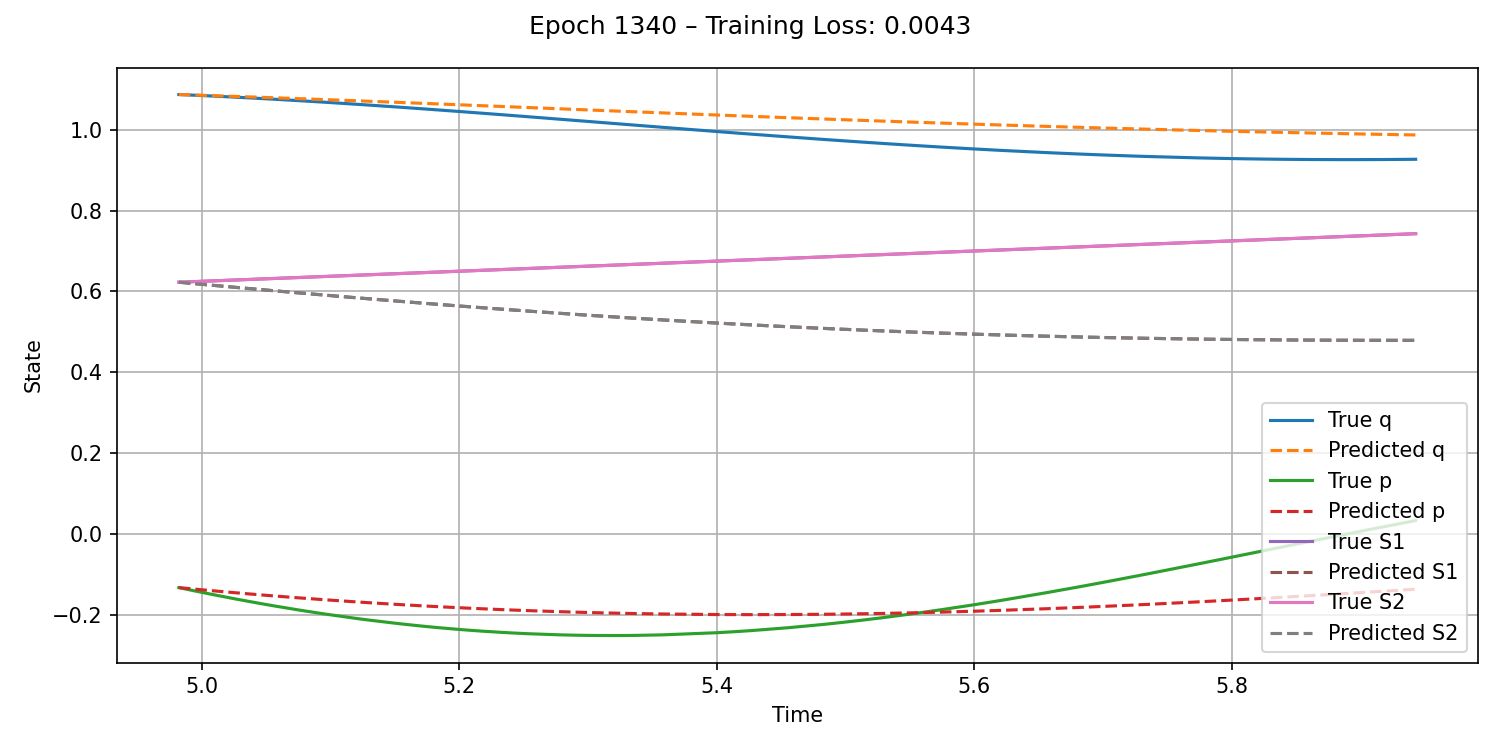 Epoch 1340 – Training Loss: 0.0043
1.0
0.8
0.6
0.4
0.2
0.0
−0.2
State
5.0 5.2 5.4 5.6 5.8
Time
True q
Predicted q
True p
Predicted p
True S1
Predicted S1
True S2
Predicted S2